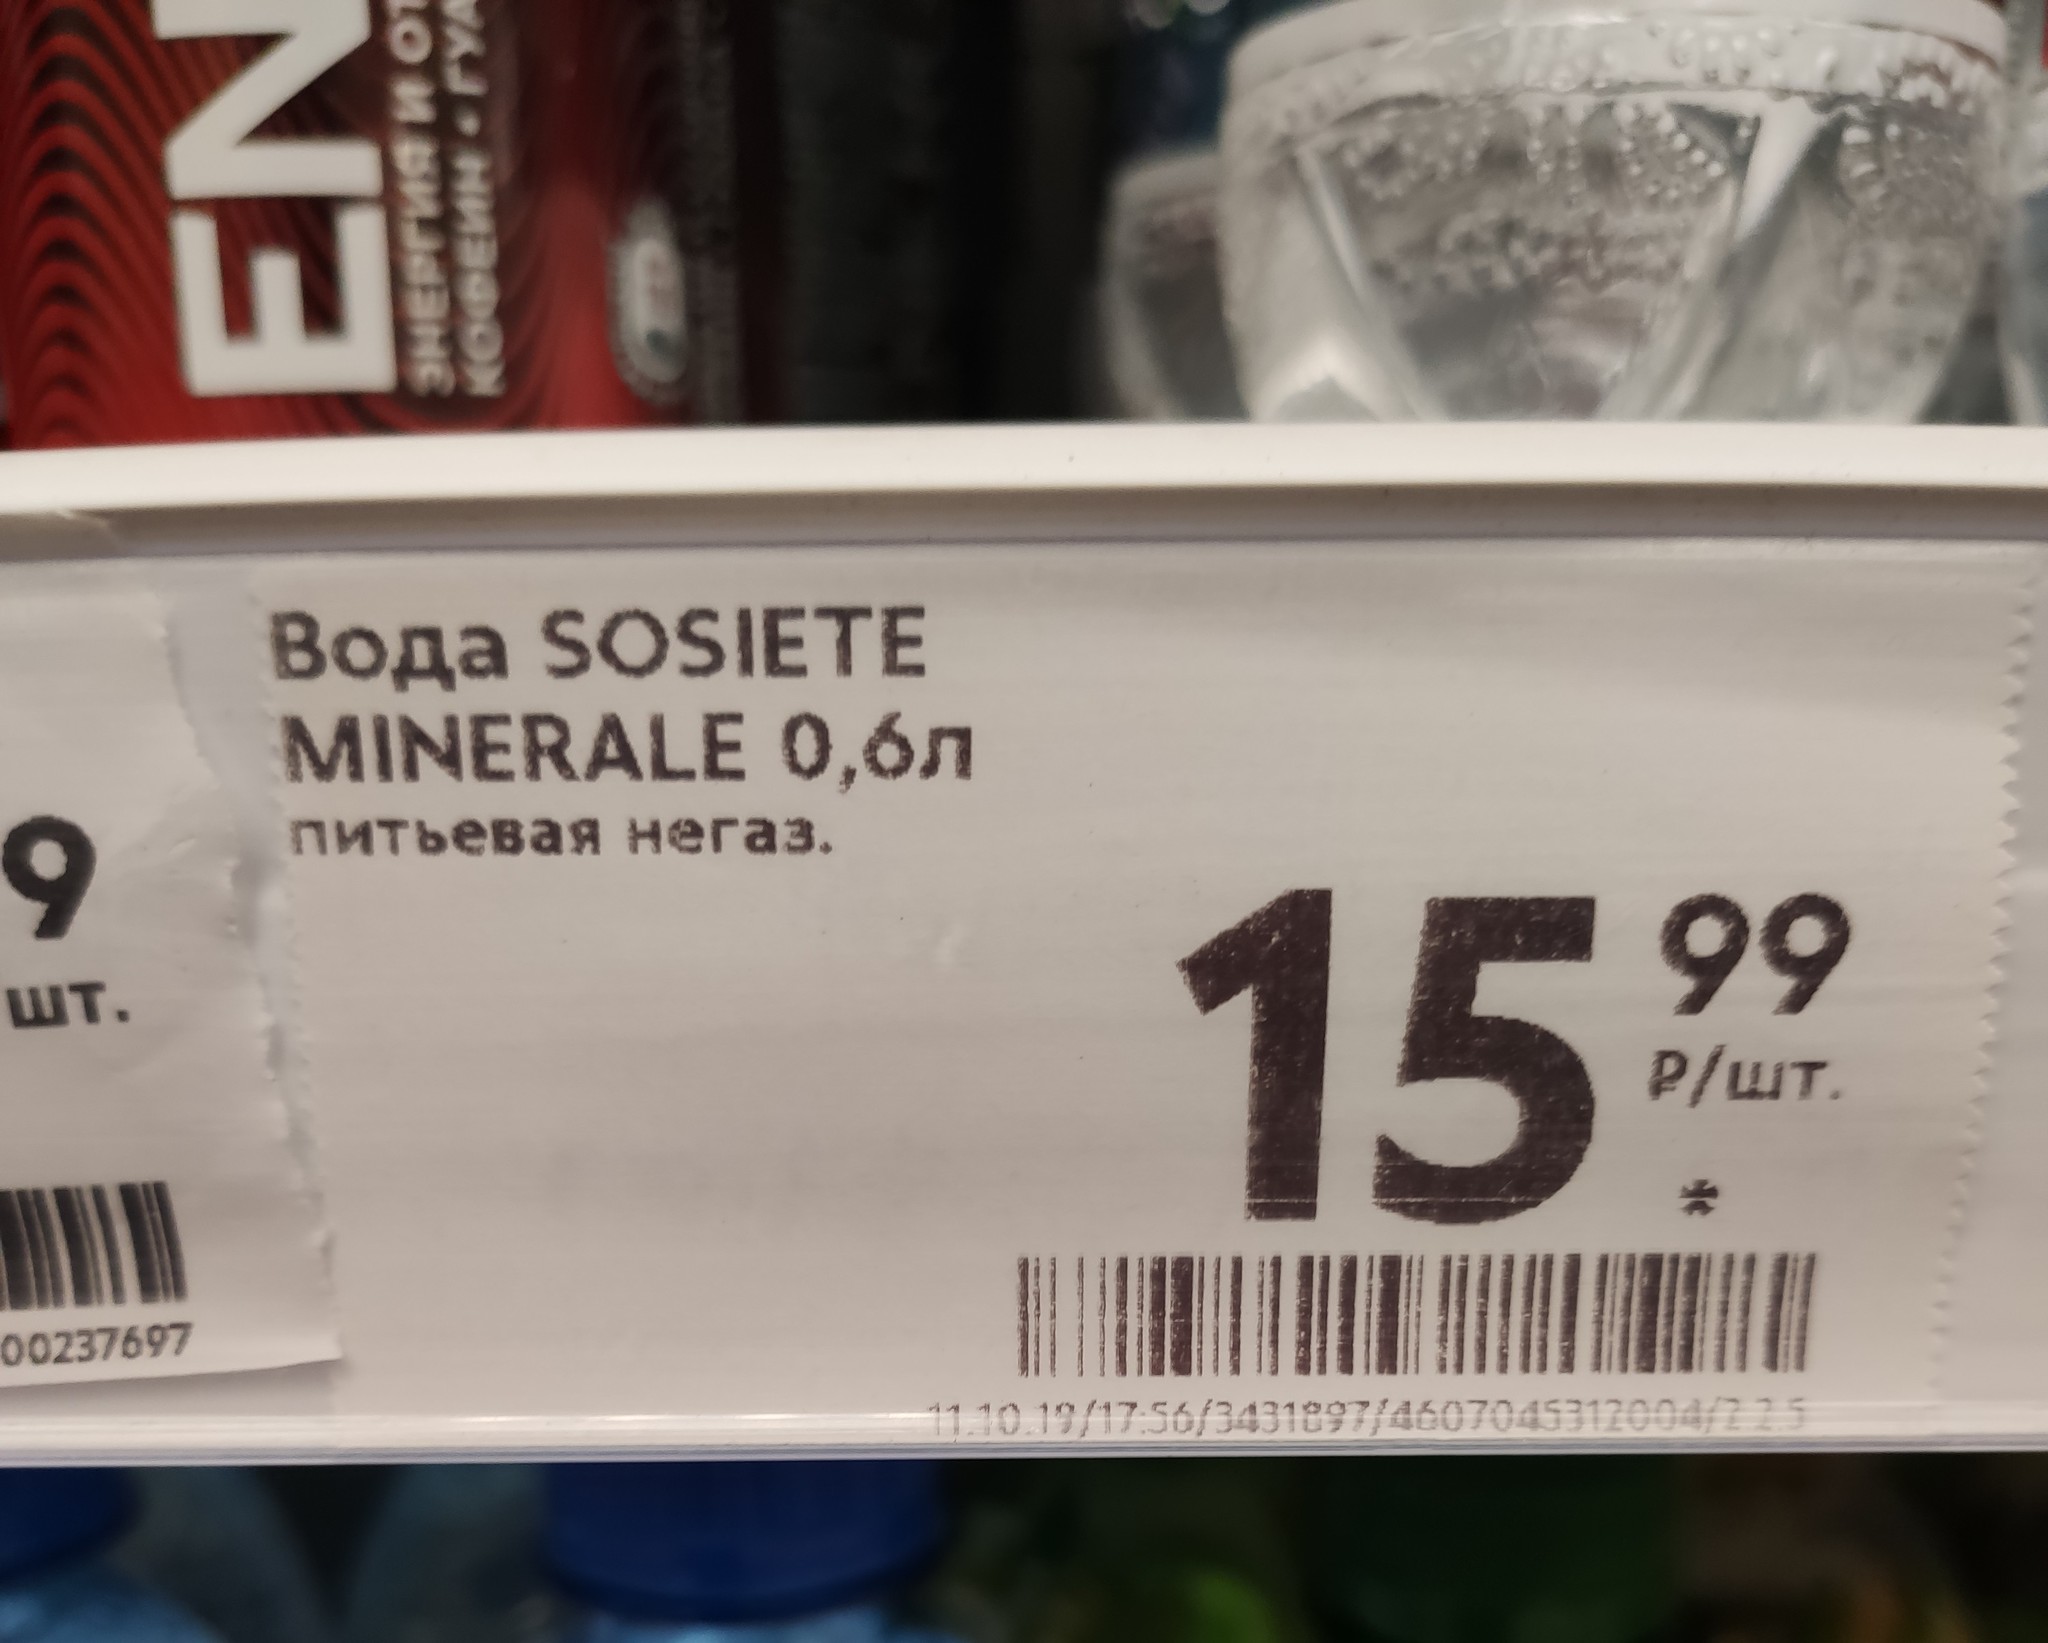 EN
ЭНЕРГИЯ И ОТ
КОФЕИН • ГУА
Вода SOSIETE
MINERALE 0,6л
питьевая негаз.
15 99
₽/шт.
*
11.10.19/17:56/3431897/4607045312004/2.2.5
9
шт.
00237697